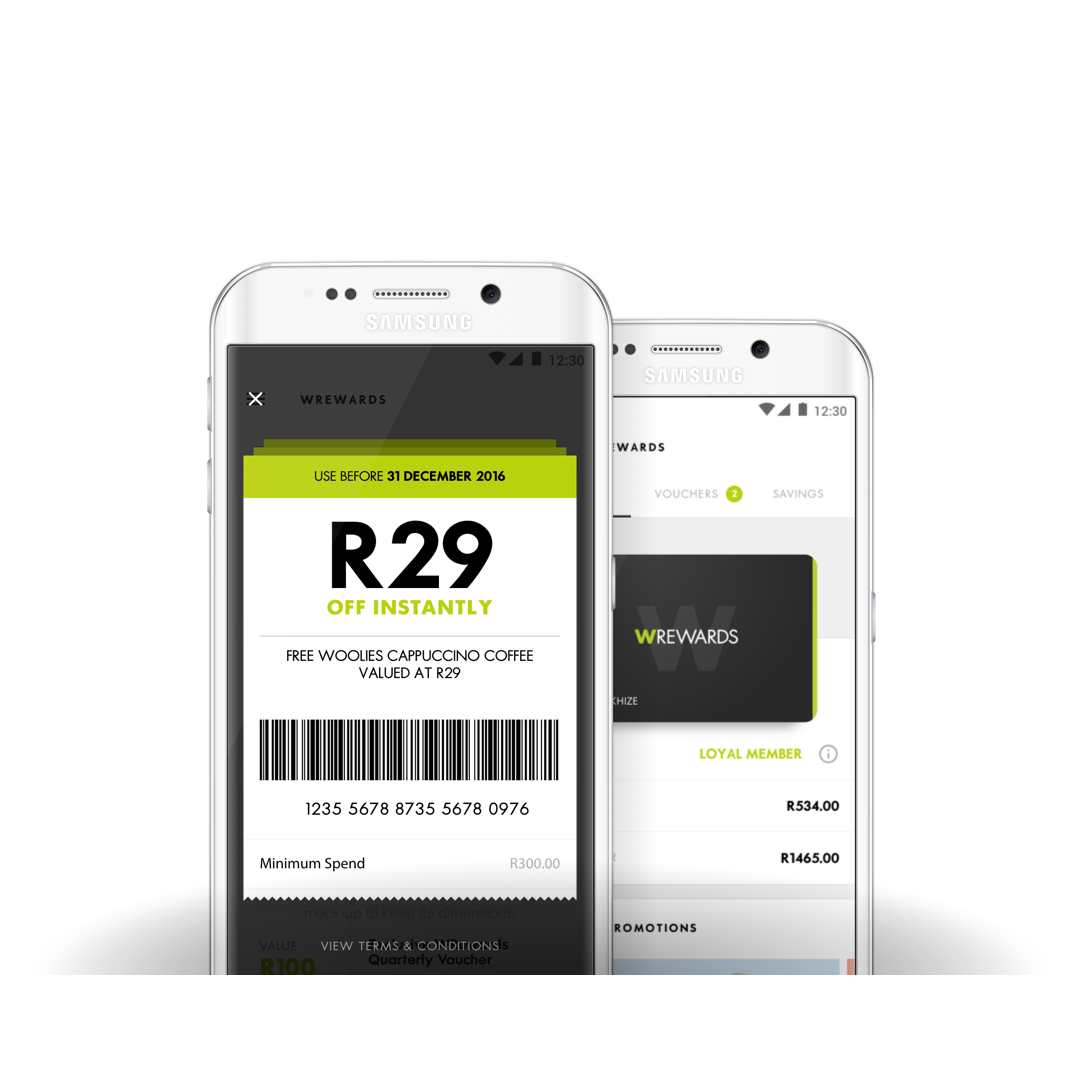 SAMSUNG
12:30
WREWARDS
USE BEFORE 31 DECEMBER 2016
R29
OFF INSTANTLY
FREE WOOLIES CAPPUCCINO COFFEE
VALUED AT R29
1235 5678 8735 5678 0976
Minimum Spend R300.00
mock-up to keep its dimensions.
VALUE
VIEW TERMS & CONDITIONS
R100
Quarterly Voucher
SAMSUNG
12:30
EWARDS
VOUCHERS 2 SAVINGS
W
WREWARDS
KHIZE
LOYAL MEMBER i
R534.00
R1465.00
ROMOTIONS